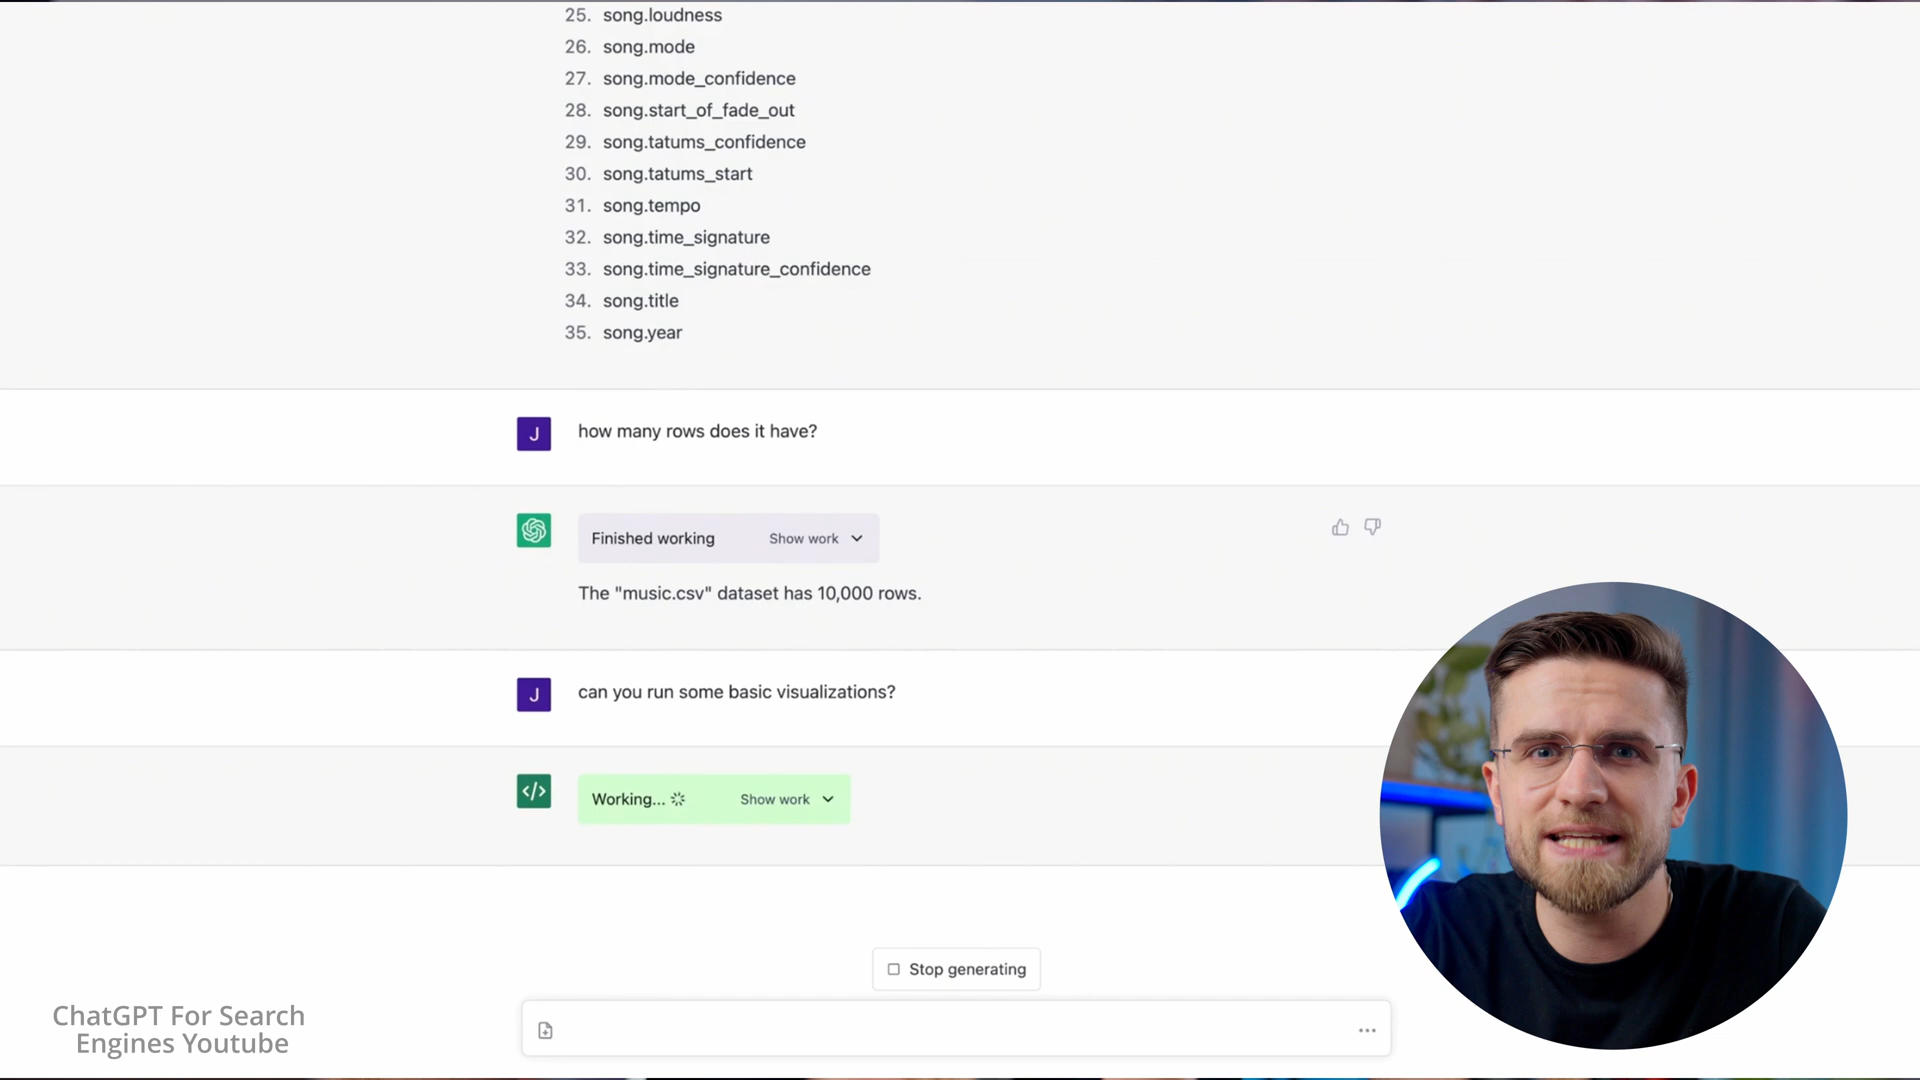 25. song.loudness
26. song.mode
27. song.mode_confidence
28. song.start_of_fade_out
29. song.tatums_confidence
30. song.tatums_start
31. song.tempo
32. song.time_signature
33. song.time_signature_confidence
34. song.title
35. song.year
J how many rows does it have?
Finished working Show work
The "music.csv" dataset has 10,000 rows.
J can you run some basic visualizations?
</> Working... Show work
Stop generating
...
ChatGPT For Search
Engines Youtube